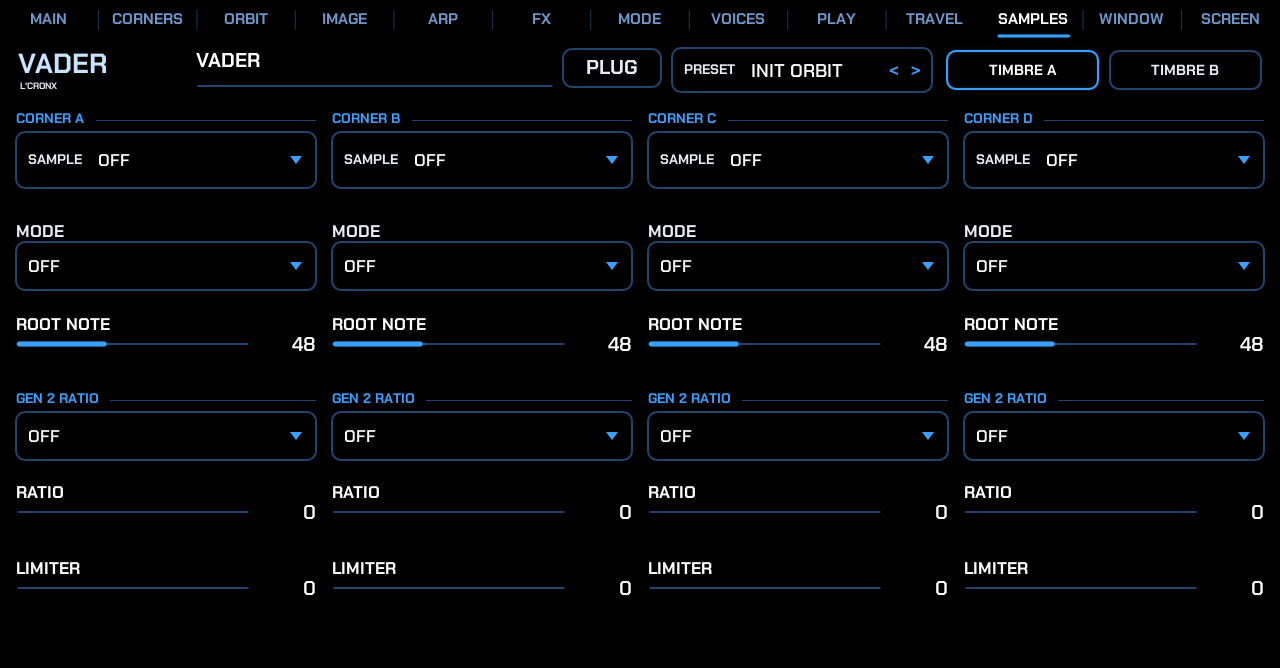 MAIN CORNERS ORBIT IMAGE ARP FX MODE VOICES PLAY TRAVEL SAMPLES WINDOW SCREEN
VADER
L'CRONX
VADER
PLUG
PRESET INIT ORBIT < >
TIMBRE A
TIMBRE B
CORNER A CORNER B CORNER C CORNER D
SAMPLE OFF SAMPLE OFF SAMPLE OFF SAMPLE OFF
MODE MODE MODE MODE
OFF OFF OFF OFF
ROOT NOTE ROOT NOTE ROOT NOTE ROOT NOTE
48 48 48 48
GEN 2 RATIO GEN 2 RATIO GEN 2 RATIO GEN 2 RATIO
OFF OFF OFF OFF
RATIO RATIO RATIO RATIO
0 0 0 0
LIMITER LIMITER LIMITER LIMITER
0 0 0 0